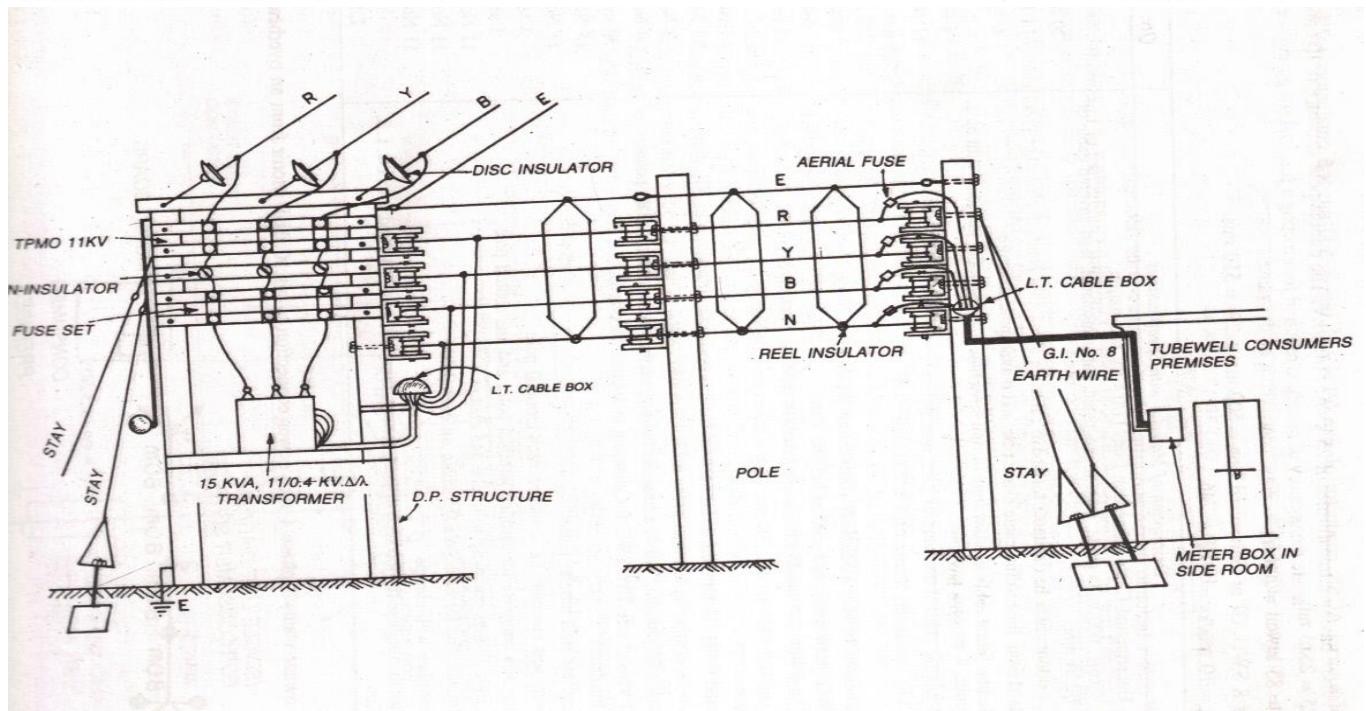 R
Y
B
E
DISC INSULATOR
AERIAL FUSE
E
R
Y
B
N
TPMO 11KV
N-INSULATOR
FUSE SET
L.T. CABLE BOX
REEL INSULATOR
G.I. No. 8
EARTH WIRE
TUBEWELL CONSUMERS
PREMISES
L.T. CABLE BOX
STAY
STAY
15 KVA, 11/0.4 KV.Δ/⅄
TRANSFORMER
D.P. STRUCTURE
POLE
STAY
METER BOX IN
SIDE ROOM
E